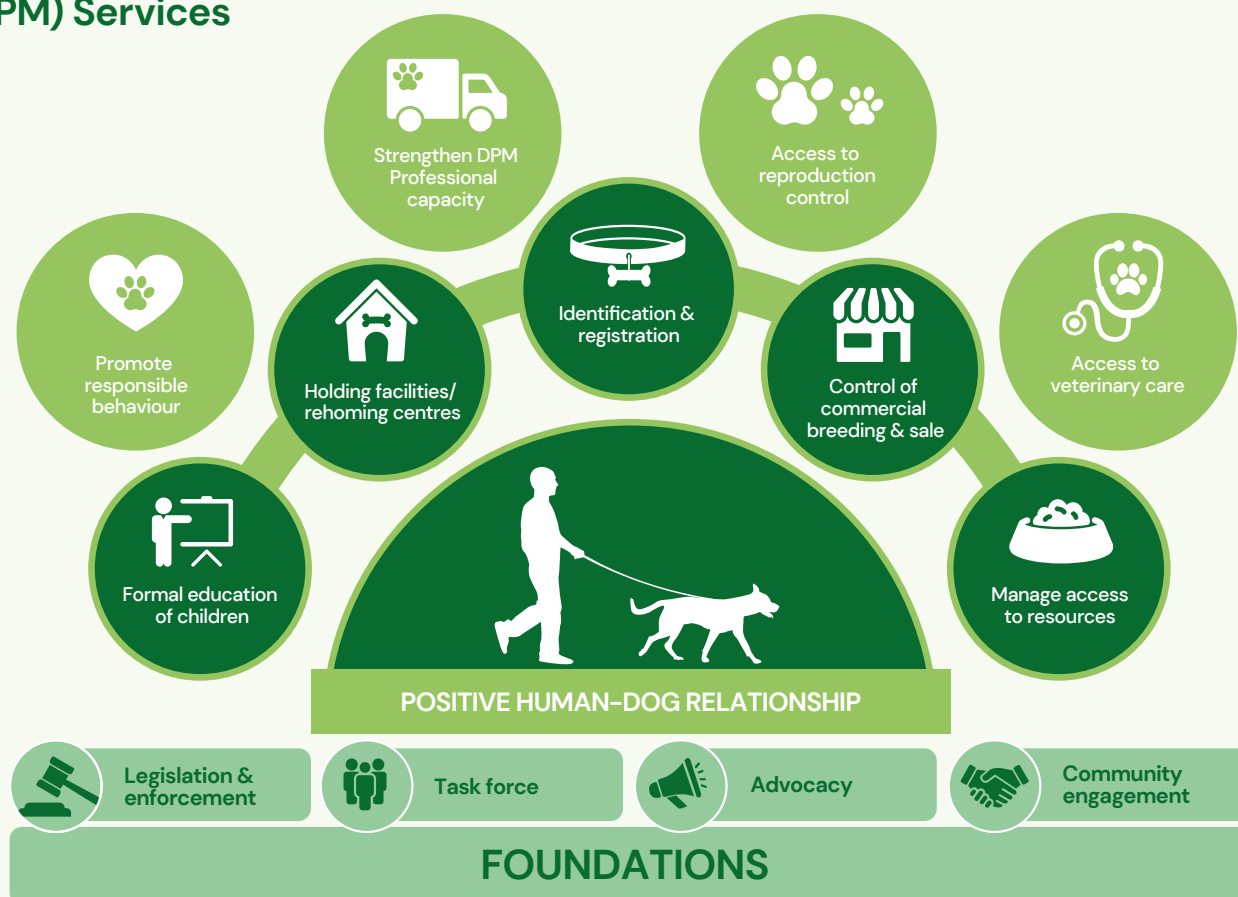 PM) Services
Strengthen DPM
Professional
capacity
Access to
reproduction
control
Promote
responsible
behaviour
Holding facilities/
rehoming centres
Identification &
registration
Control of
commercial
breeding & sale
Access to
veterinary care
Formal education
of children
Manage access
to resources
POSITIVE HUMAN–DOG RELATIONSHIP
Legislation &
enforcement
Task force
Advocacy
Community
engagement
FOUNDATIONS